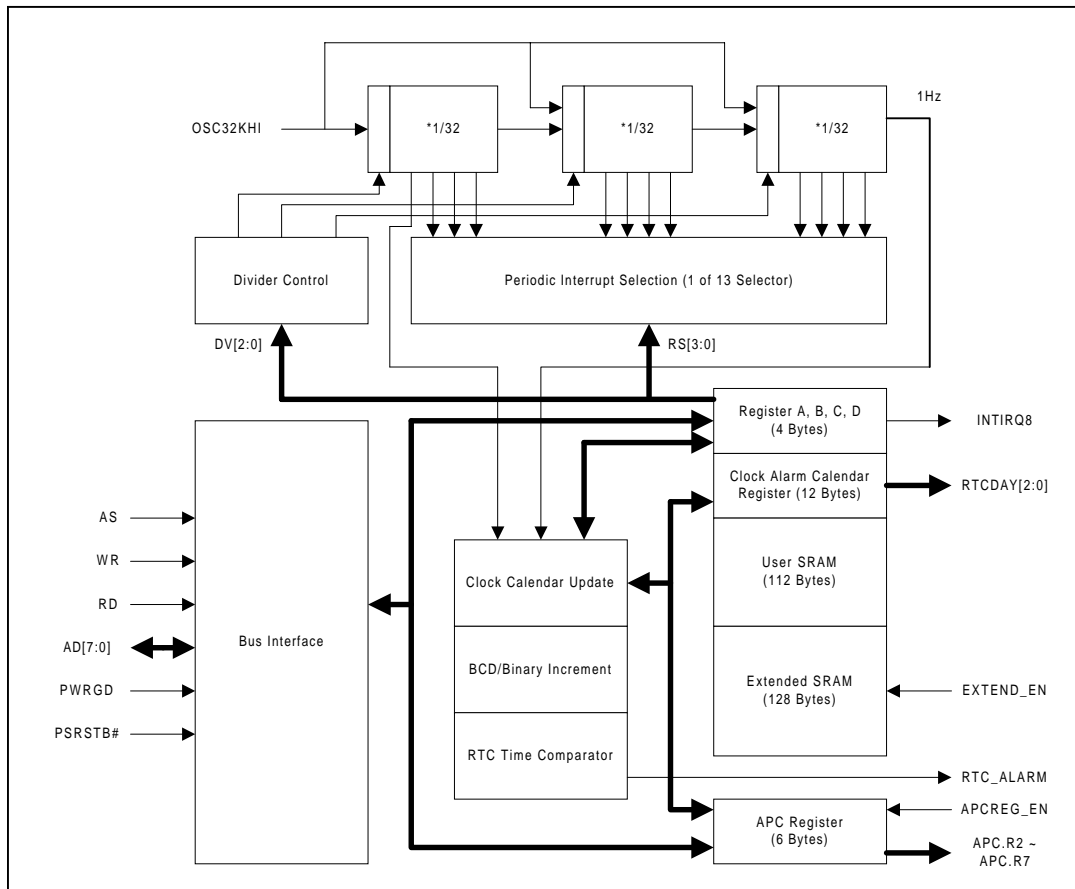 1Hz
OSC32KHI
*1/32
*1/32
*1/32
Divider Control
Periodic Interrupt Selection (1 of 13 Selector)
DV[2:0]
RS[3:0]
Register A, B, C, D
(4 Bytes)
INTIRQ8
Clock Alarm Calendar
Register (12 Bytes)
RTCDAY[2:0]
AS
WR
RD
AD[7:0]
PWRGD
PSRSTB#
Bus Interface
Clock Calendar Update
BCD/Binary Increment
RTC Time Comparator
User SRAM
(112 Bytes)
Extended SRAM
(128 Bytes)
EXTEND_EN
RTC_ALARM
APCREG_EN
APC Register
(6 Bytes)
APC.R2 ~
APC.R7